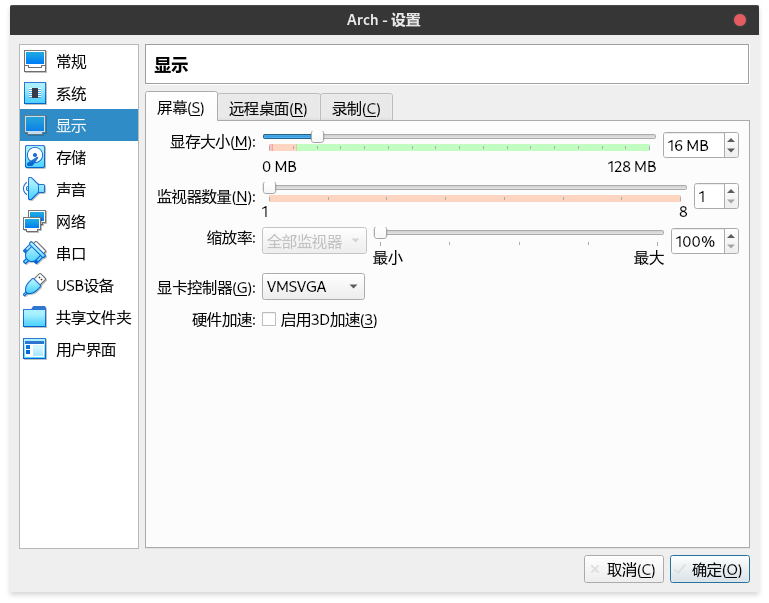 Arch - 设置
常规
系统
显示
存储
声音
网络
串口
USB设备
共享文件夹
用户界面
显示
屏幕(S) 远程桌面(R) 录制(C)
显存大小(M): 16 MB
0 MB 128 MB
监视器数量(N): 1
1 8
缩放率: 全部监视器 100%
最小 最大
显卡控制器(G): VMSVGA
硬件加速: 启用3D加速(3)
取消(C) 确定(O)